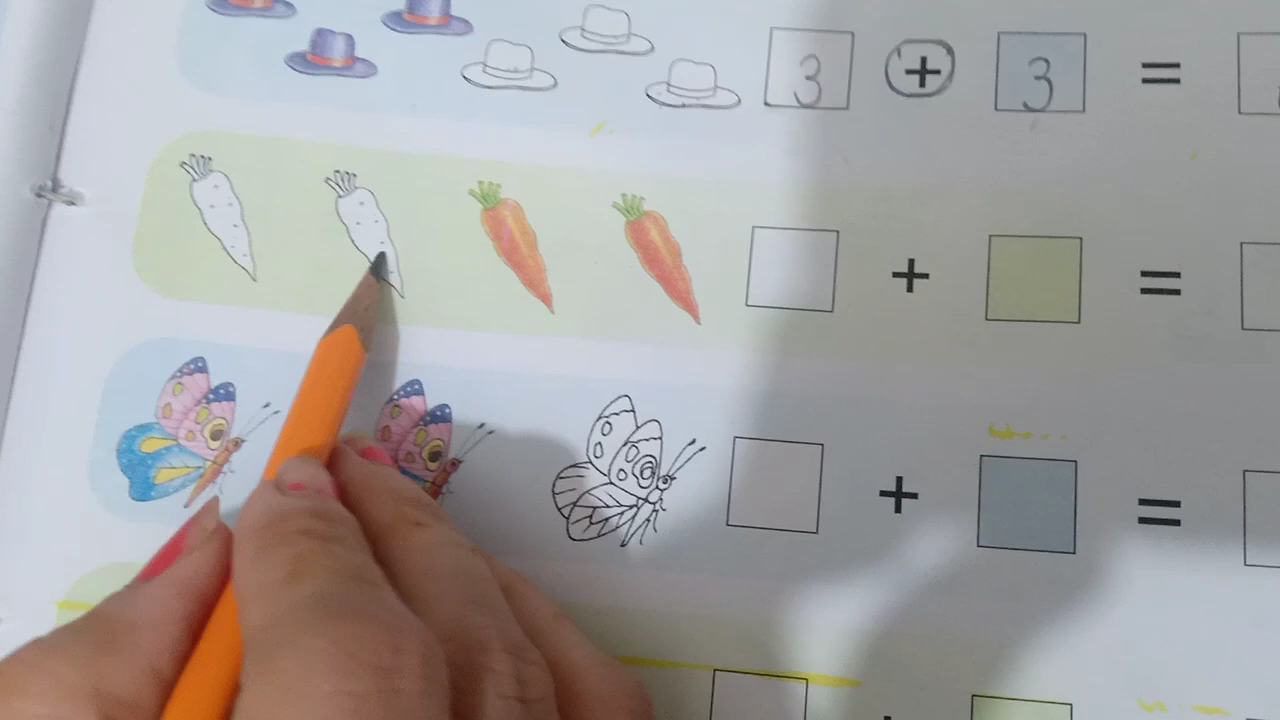 3 + 3 =
+ =
+ =